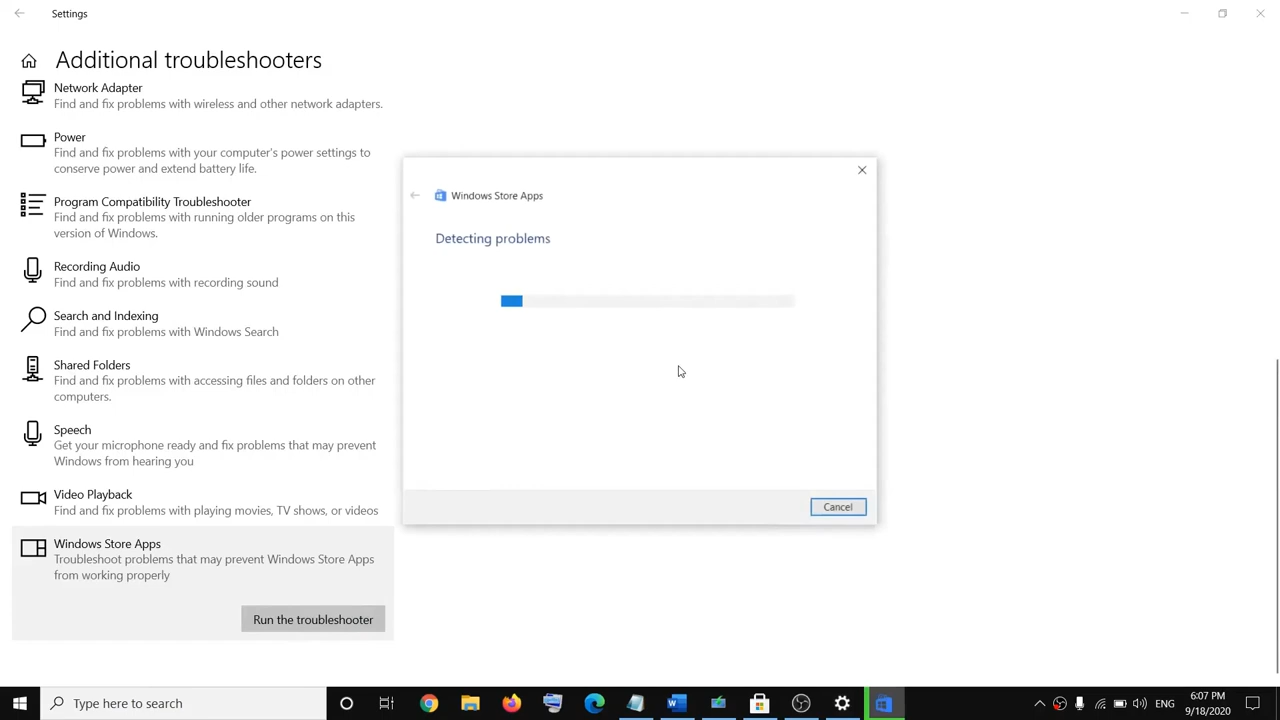 Settings
Additional troubleshooters
Network Adapter
Find and fix problems with wireless and other network adapters.
Power
Find and fix problems with your computer's power settings to
conserve power and extend battery life.
Program Compatibility Troubleshooter
Find and fix problems with running older programs on this
version of Windows.
Recording Audio
Find and fix problems with recording sound
Search and Indexing
Find and fix problems with Windows Search
Shared Folders
Find and fix problems with accessing files and folders on other
computers.
Speech
Get your microphone ready and fix problems that may prevent
Windows from hearing you
Video Playback
Find and fix problems with playing movies, TV shows, or videos
Windows Store Apps
Troubleshoot problems that may prevent Windows Store Apps
from working properly
Run the troubleshooter
Windows Store Apps
Detecting problems
Cancel
Type here to search
ENG
6:07 PM
9/18/2020